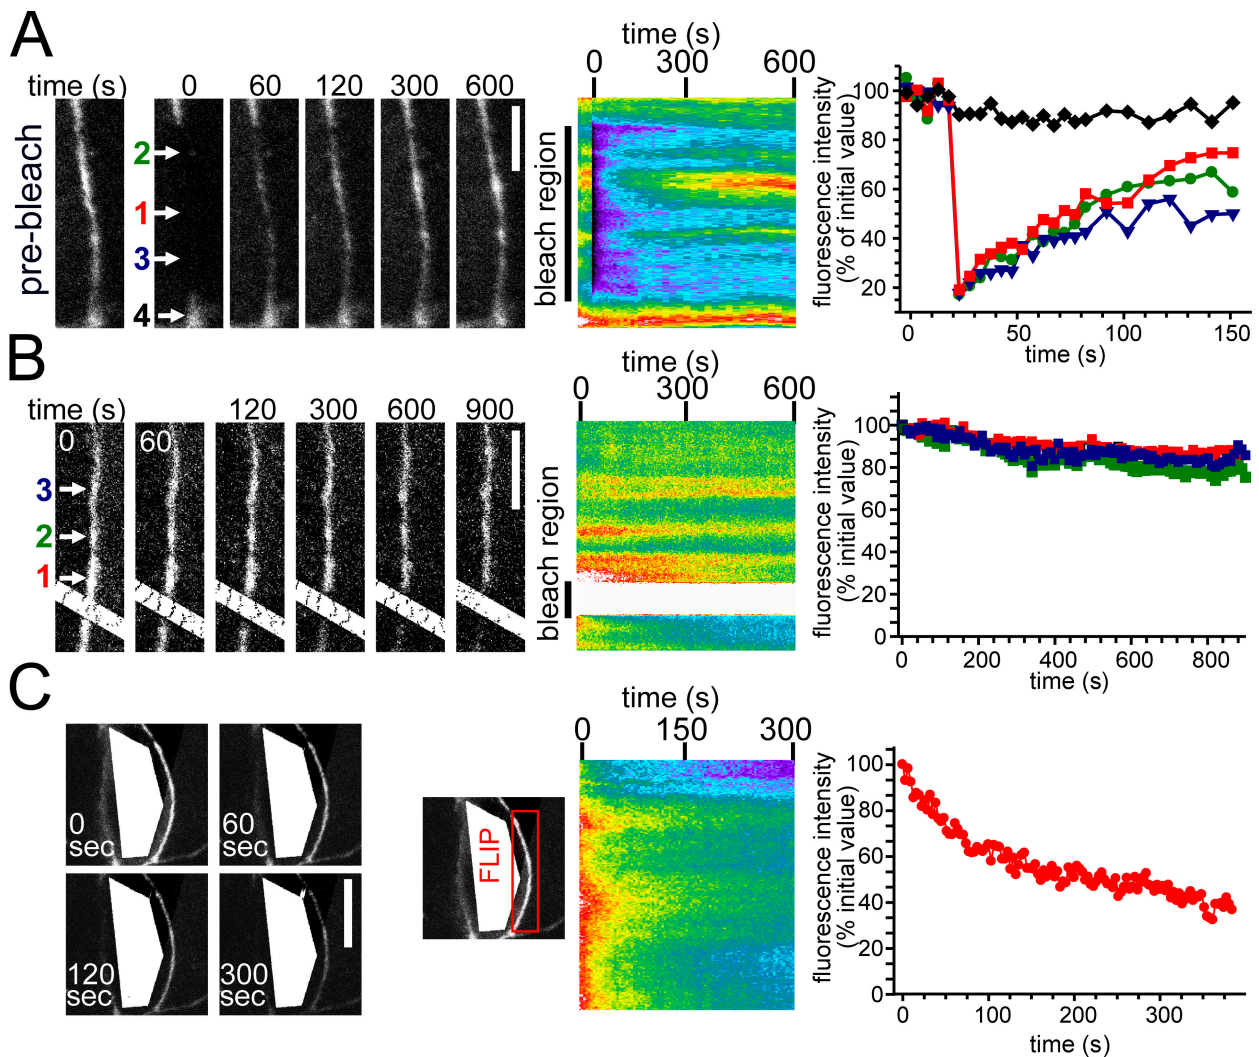 A
time (s)
0
60
120
300
600
pre-bleach
2
1
3
4
time (s)
0
300
600
bleach region
fluorescence intensity
(% of initial value)
100
80
60
40
20
0
50
100
150
time (s)
B
time (s)
0
60
120
300
600
900
3
2
1
time (s)
0
300
600
bleach region
fluorescence intensity
(% initial value)
100
80
60
40
20
0
0
200
400
600
800
time (s)
C
0
sec
60
sec
120
sec
300
sec
FLIP
time (s)
0
150
300
fluorescence intensity
(% initial value)
100
80
60
40
20
0
0
100
200
300
time (s)